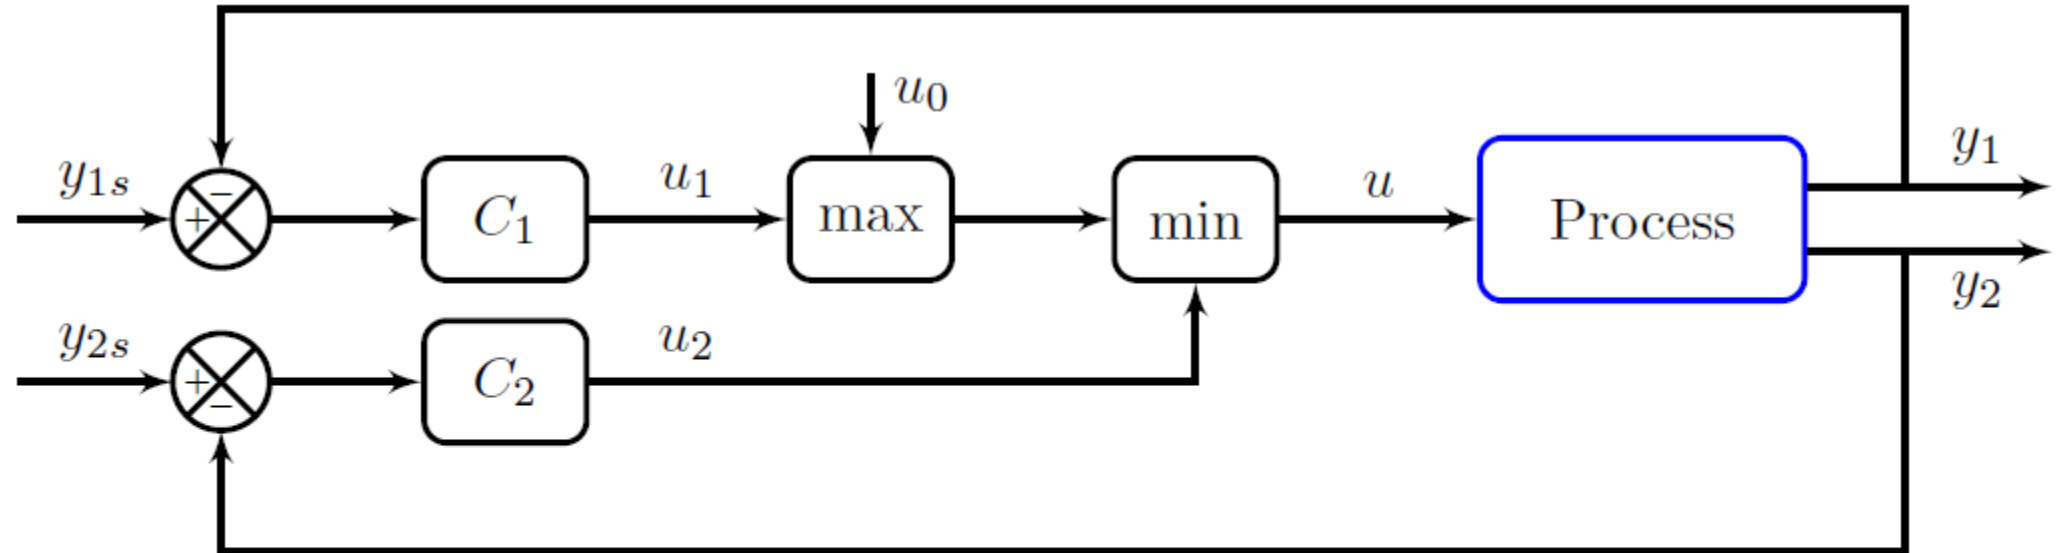 u₀
y₁ₛ − + C₁ u₁ max min u Process y₁
y₂
y₂ₛ + − C₂ u₂